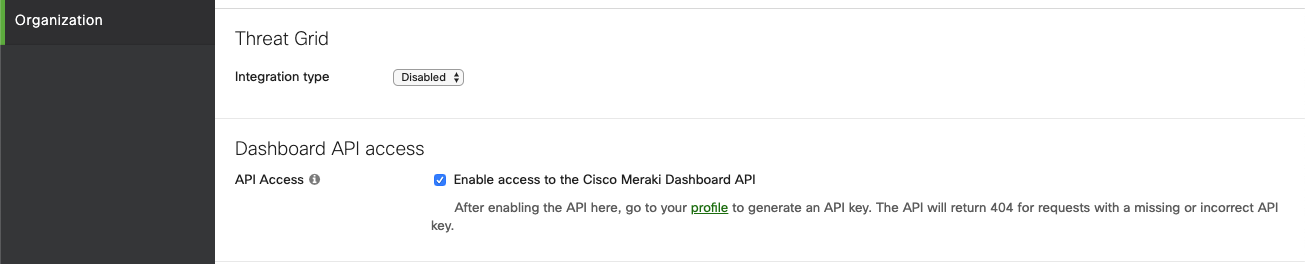 Organization
Threat Grid
Integration type Disabled
Dashboard API access
API Access Enable access to the Cisco Meraki Dashboard API
After enabling the API here, go to your profile to generate an API key. The API will return 404 for requests with a missing or incorrect API
key.